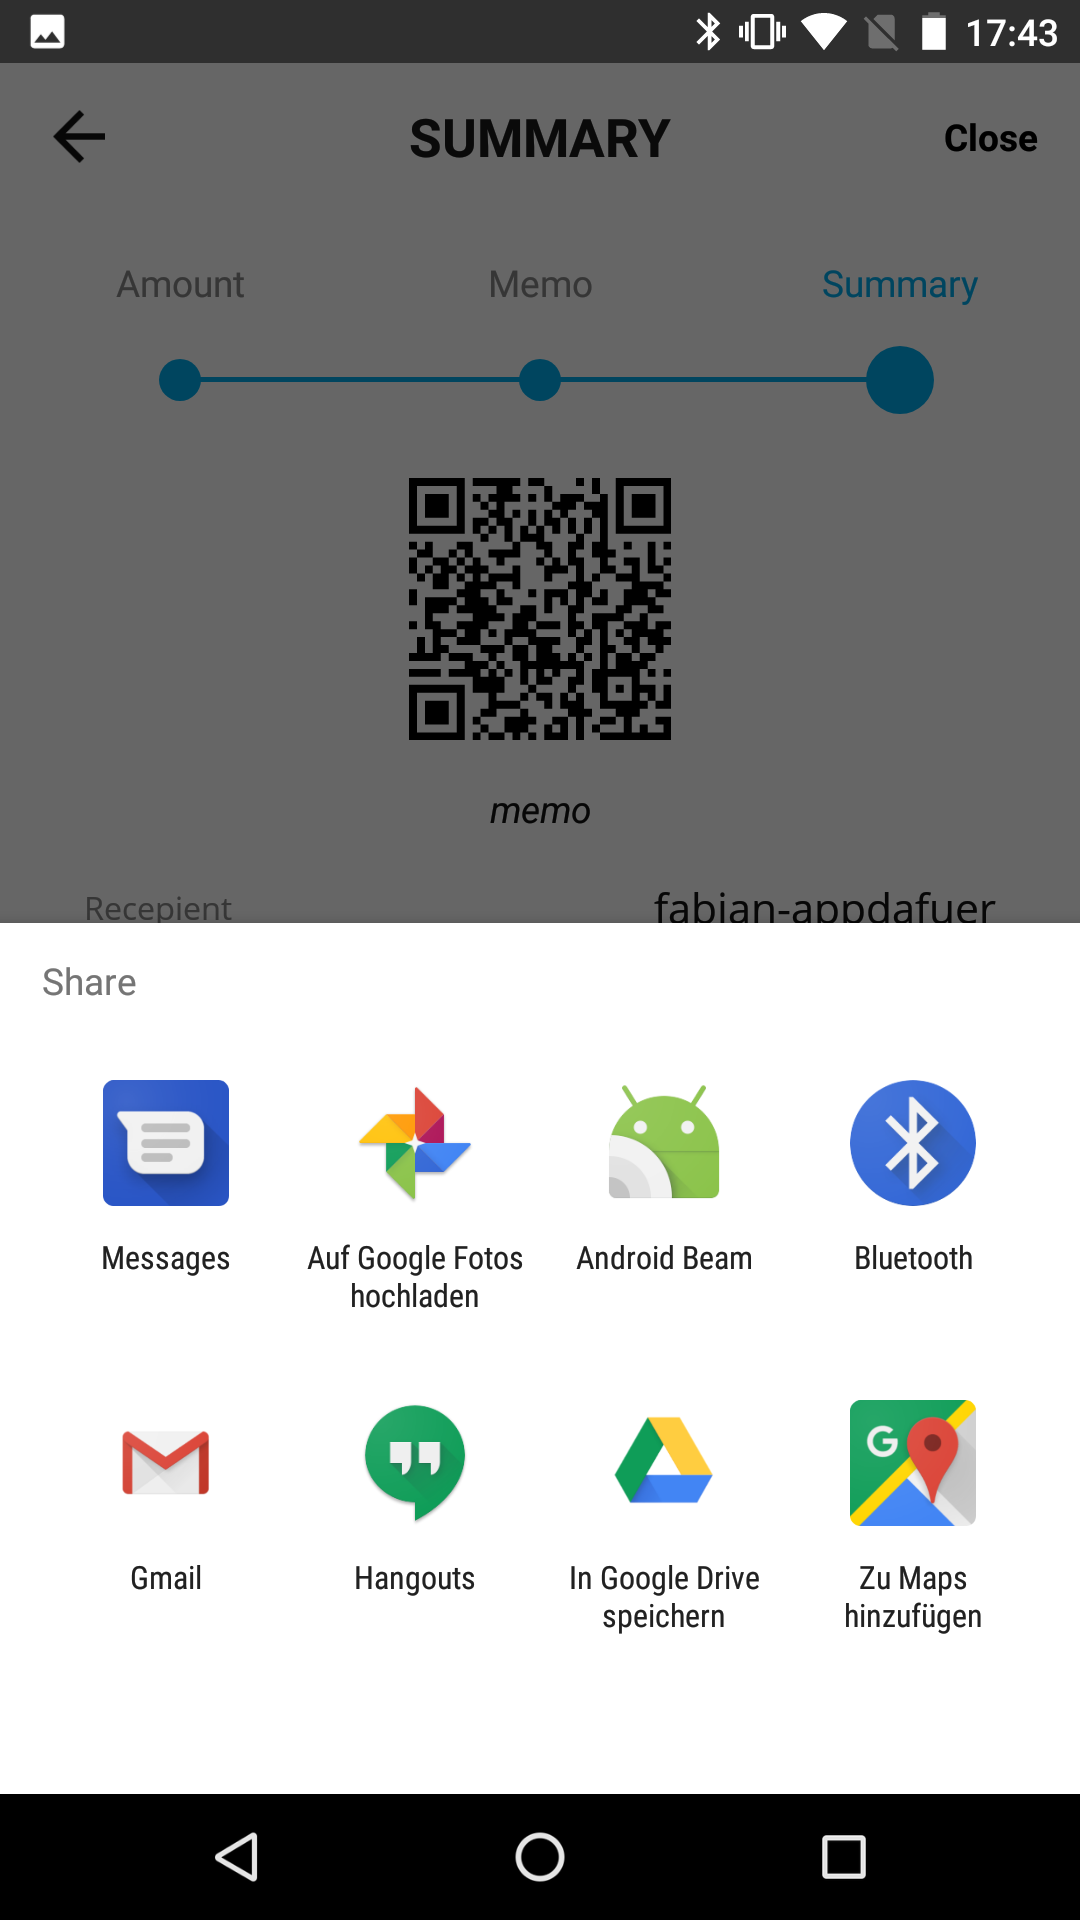 17:43
SUMMARY
Close
Amount
Memo
Summary
memo
Recepient
fabian-appdafuer
Share
Messages
Auf Google Fotos
hochladen
Android Beam
Bluetooth
Gmail
Hangouts
In Google Drive
speichern
G
Zu Maps
hinzufügen